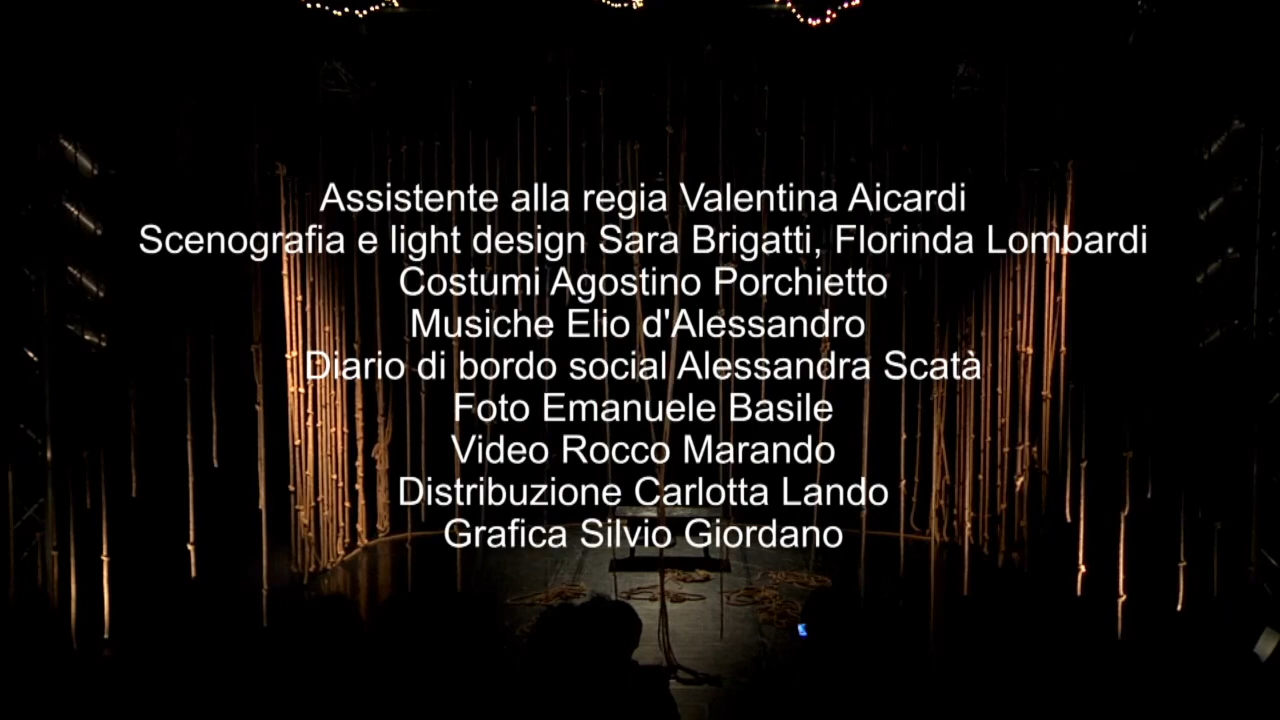 Assistente alla regia Valentina Aicardi
Scenografia e light design Sara Brigatti, Florinda Lombardi
Costumi Agostino Porchietto
Musiche Elio d'Alessandro
Diario di bordo social Alessandra Scatà
Foto Emanuele Basile
Video Rocco Marando
Distribuzione Carlotta Lando
Grafica Silvio Giordano